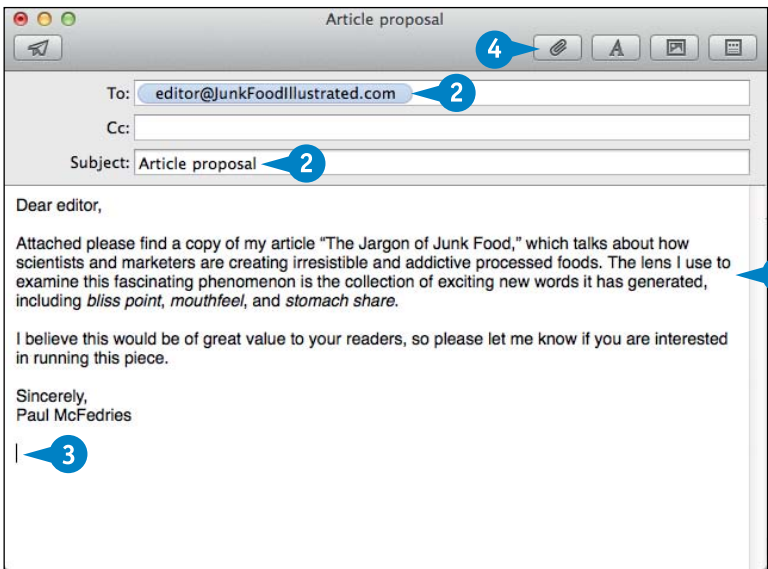 Article proposal
4
To: editor@JunkFoodIllustrated.com 2
Cc:
Subject: Article proposal 2
Dear editor,
Attached please find a copy of my article “The Jargon of Junk Food,” which talks about how
scientists and marketers are creating irresistible and addictive processed foods. The lens I use to
examine this fascinating phenomenon is the collection of exciting new words it has generated,
including bliss point, mouthfeel, and stomach share.
I believe this would be of great value to your readers, so please let me know if you are interested
in running this piece.
Sincerely,
Paul McFedries
3